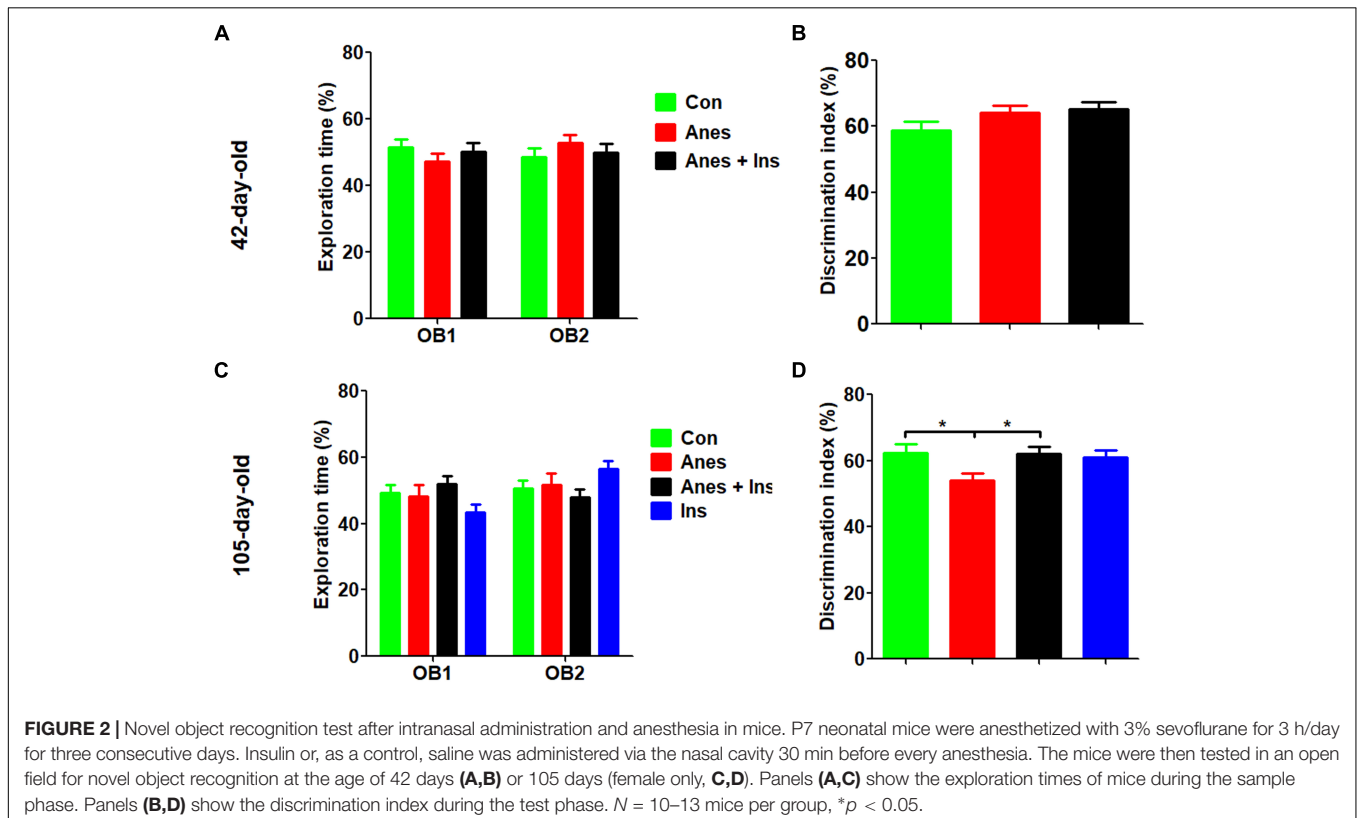 A
B
80
60
40
20
0
Exploration time (%)
42-day-old
OB1
OB2
Con
Anes
Anes + Ins
80
60
40
20
0
Discrimination index (%)
C
D
80
60
40
20
0
Exploration time (%)
105-day-old
OB1
OB2
Con
Anes
Anes + Ins
Ins
80
60
40
20
0
Discrimination index (%)
* *
FIGURE 2 | Novel object recognition test after intranasal administration and anesthesia in mice. P7 neonatal mice were anesthetized with 3% sevoflurane for 3 h/day
for three consecutive days. Insulin or, as a control, saline was administered via the nasal cavity 30 min before every anesthesia. The mice were then tested in an open
field for novel object recognition at the age of 42 days (A,B) or 105 days (female only, C,D). Panels (A,C) show the exploration times of mice during the sample
phase. Panels (B,D) show the discrimination index during the test phase. N = 10–13 mice per group, *p < 0.05.